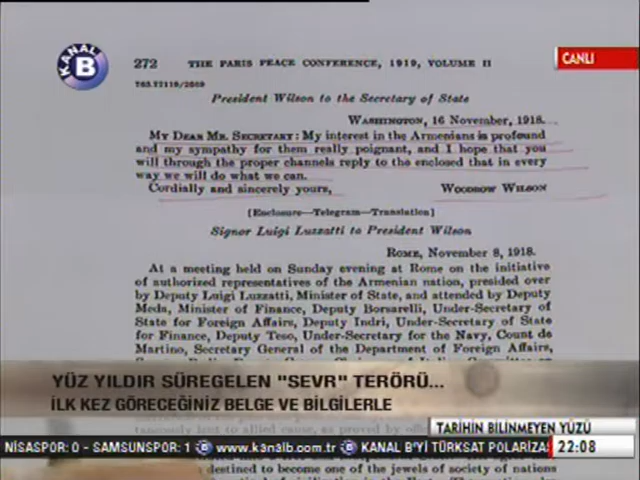 KANAL B
CANLI
272 THE PARIS PEACE CONFERENCE, 1919, VOLUME II
763.72119/2869
President Wilson to the Secretary of State
WASHINGTON, 16 November, 1918.
MY DEAR MR. SECRETARY: My interest in the Armenians is profound
and my sympathy for them really poignant, and I hope that you
will through the proper channels reply to the enclosed that in every
way we will do what we can.
Cordially and sincerely yours, WOODROW WILSON
[Enclosure—Telegram—Translation]
Signor Luigi Luzzatti to President Wilson
ROME, November 8, 1918.
At a meeting held on Sunday evening at Rome on the initiative
of authorized representatives of the Armenian nation, presided over
by Deputy Luigi Luzzatti, Minister of State, and attended by Deputy
Meda, Minister of Finance, Deputy Borsarelli, Under-Secretary of
State for Foreign Affairs, Deputy Indri, Under-Secretary of State
for Finance, Deputy Teso, Under-Secretary for the Navy, Count de
Martino, Secretary General of the Department of Foreign Affairs,
YÜZ YILDIR SÜREGELEN "SEVR" TERÖRÜ...
İLK KEZ GÖRECEĞİNİZ BELGE VE BİLGİLERLE
TARİHİN BİLİNMEYEN YÜZÜ
NİSASPOR: 0 - SAMSUNSPOR: 1 B www.kanalb.com.tr B KANAL B'Yİ TÜRKSAT POLARİZA 22:08
destined to become one of the jewels of society of nations